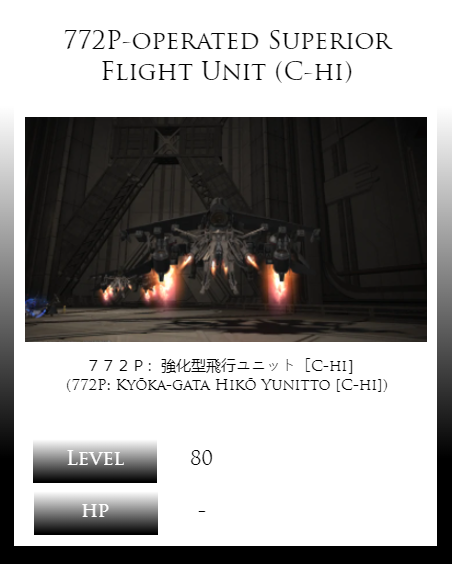 772P-operated Superior
Flight Unit (C-hi)
７７２Ｐ：強化型飛行ユニット［C-hi］
(772P: Kyōka-gata Hikō Yunitto [C-hi])
Level 80
HP -